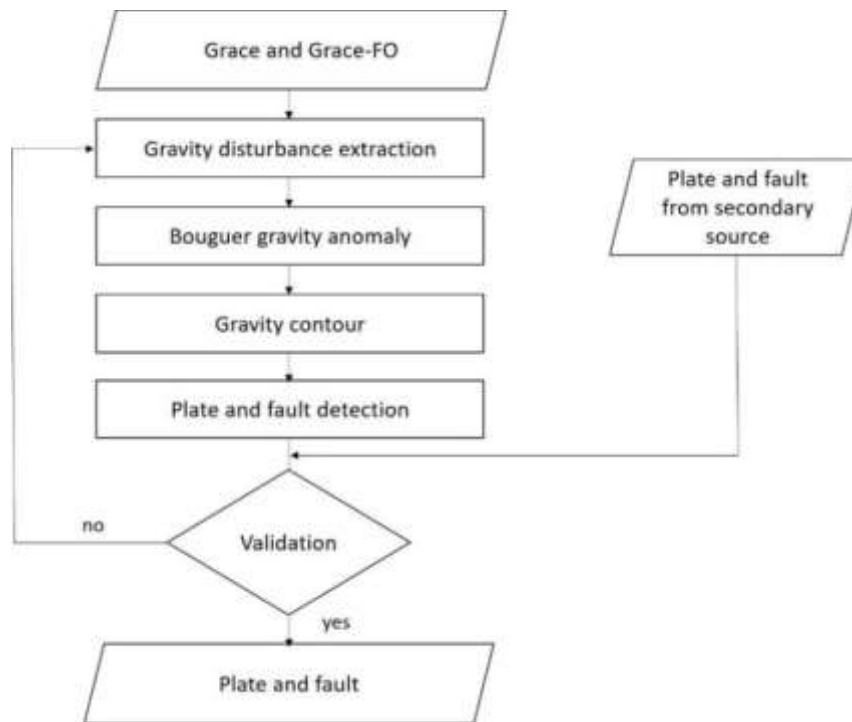 Grace and Grace-FO
Gravity disturbance extraction
Plate and fault
from secondary
source
Bouguer gravity anomaly
Gravity contour
Plate and fault detection
no
Validation
yes
Plate and fault